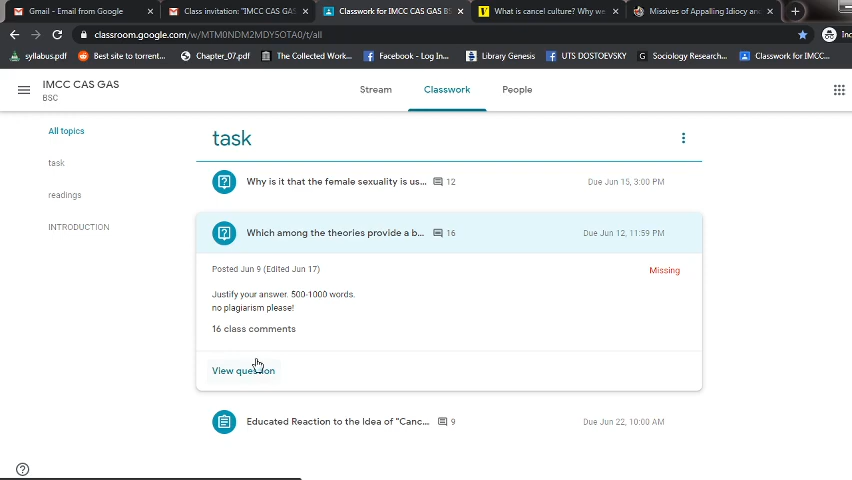 Gmail - Email from Google
Class invitation: "IMCC CAS GAS
Classwork for IMCC CAS GAS BS
What is cancel culture? Why we
Missives of Appalling Idiocy and
classroom.google.com/w/MTM0NDM2MDY5OTA0/t/all
Inc
syllabus.pdf
Best site to torrent...
Chapter_07.pdf
The Collected Work...
Facebook - Log In...
Library Genesis
UTS DOSTOEVSKY
Sociology Research...
Classwork for IMCC...
IMCC CAS GAS
BSC
Stream
Classwork
People
All topics
task
readings
INTRODUCTION
task
Why is it that the female sexuality is us... 12 Due Jun 15, 3:00 PM
Which among the theories provide a b... 16 Due Jun 12, 11:59 PM
Posted Jun 9 (Edited Jun 17) Missing
Justify your answer. 500-1000 words.
no plagiarism please!
16 class comments
View question
Educated Reaction to the Idea of "Canc... 9 Due Jun 22, 10:00 AM